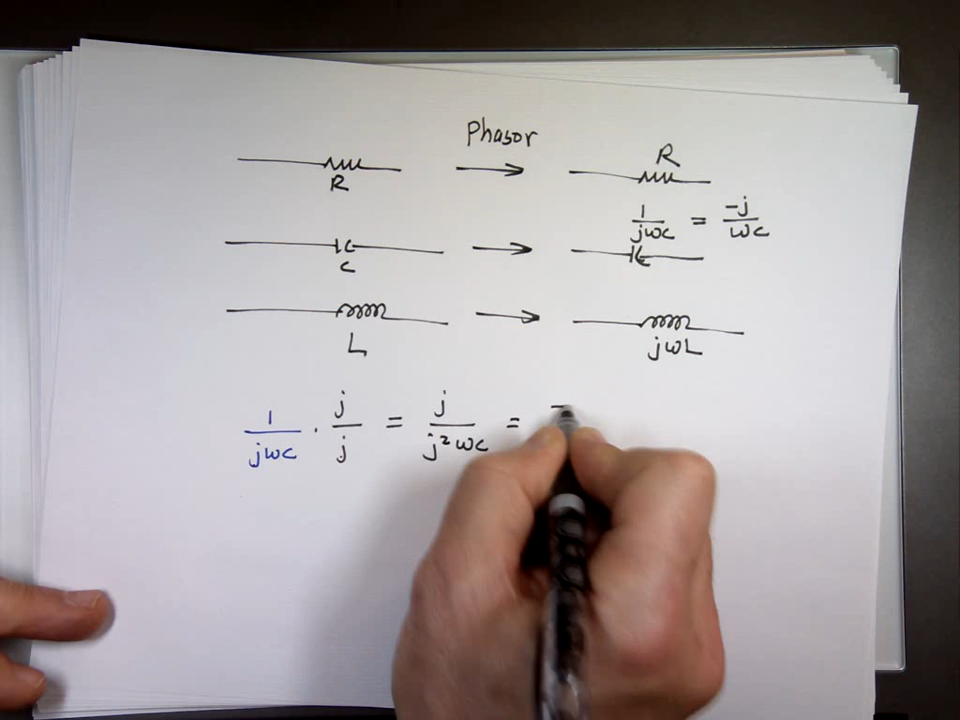 Phasor
R R
1/jωC = -j/ωC
C
L jωL
1/jωC · j/j = j/j²ωC = -